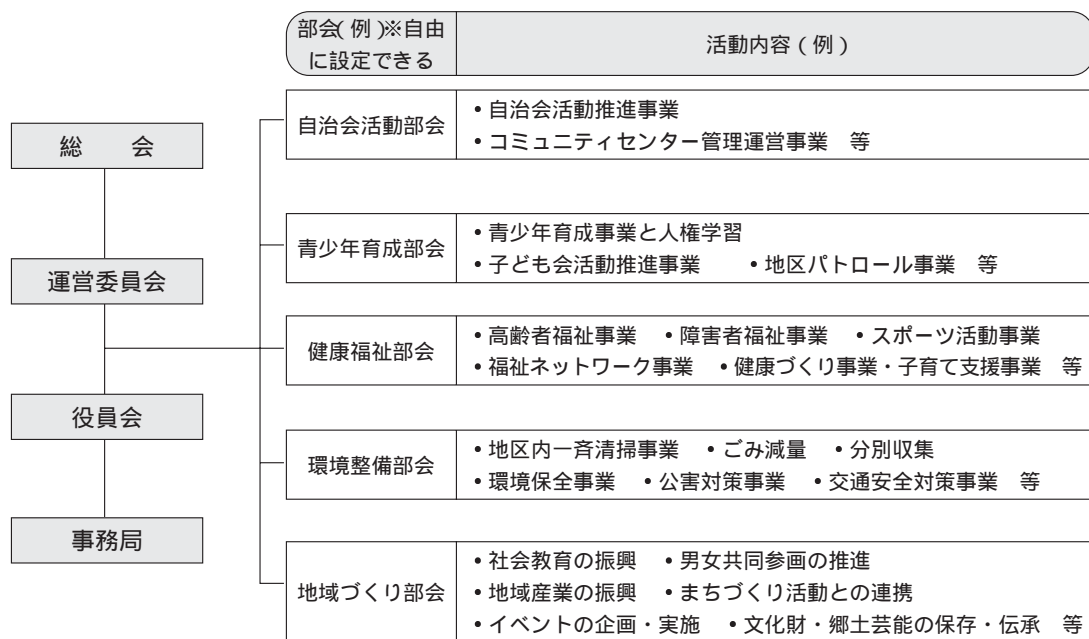 部会(例)※自由
に設定できる
活動内容(例)
総　会
運営委員会
役員会
事務局
自治会活動部会
•自治会活動推進事業
•コミュニティセンター管理運営事業　等
青少年育成部会
•青少年育成事業と人権学習
•子ども会活動推進事業　•地区パトロール事業　等
健康福祉部会
•高齢者福祉事業　•障害者福祉事業　•スポーツ活動事業
•福祉ネットワーク事業　•健康づくり事業・子育て支援事業　等
環境整備部会
•地区内一斉清掃事業　•ごみ減量　•分別収集
•環境保全事業　•公害対策事業　•交通安全対策事業　等
地域づくり部会
•社会教育の振興　•男女共同参画の推進
•地域産業の振興　•まちづくり活動との連携
•イベントの企画・実施　•文化財・郷土芸能の保存・伝承　等